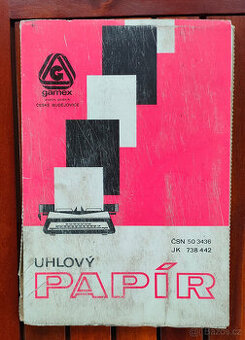 G
gamex
ČESKÉ BUDĚJOVICE
ČSN 50 3436
JK 738 442
UHLOVÝ
PAPÍR